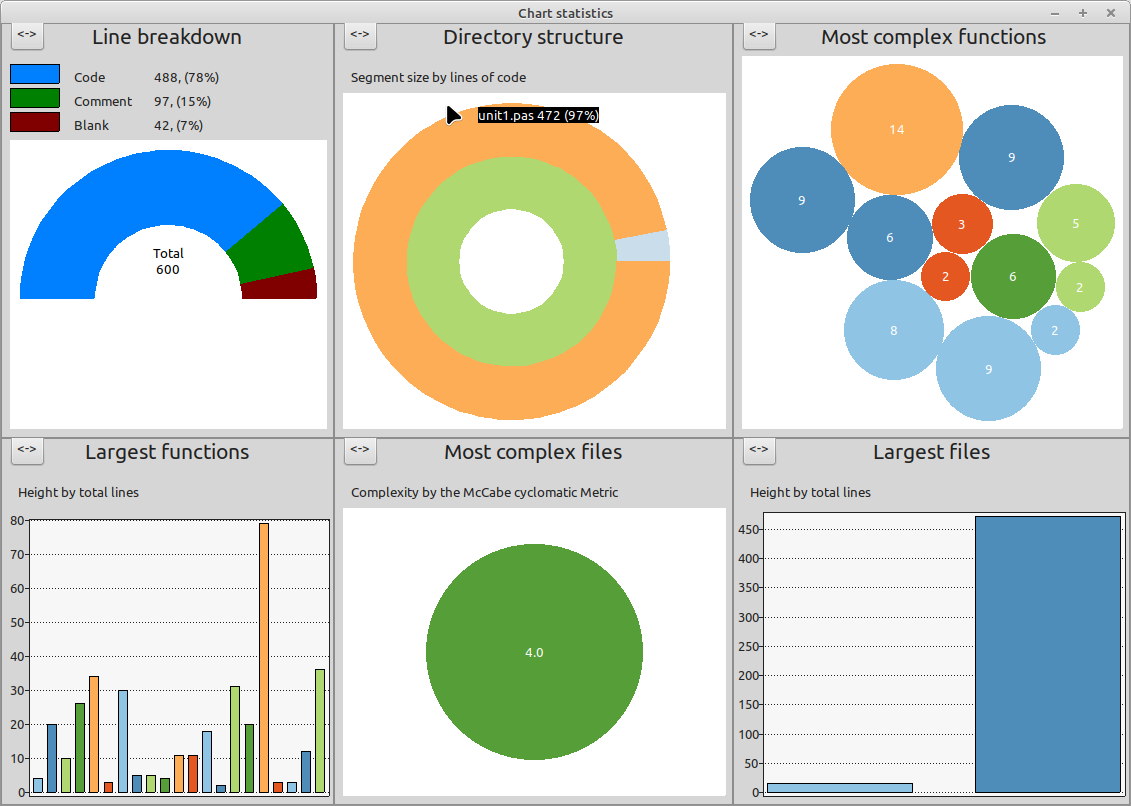 Chart statistics
<->
Line breakdown
Code 488, (78%)
Comment 97, (15%)
Blank 42, (7%)
Total
600
<->
Directory structure
Segment size by lines of code
unit1.pas 472 (97%)
<->
Most complex functions
14
9
9
5
3
6
6
2
2
8
2
9
<->
Largest functions
Height by total lines
80
70
60
50
40
30
20
10
0
<->
Most complex files
Complexity by the McCabe cyclomatic Metric
4.0
<->
Largest files
Height by total lines
450
400
350
300
250
200
150
100
50
0